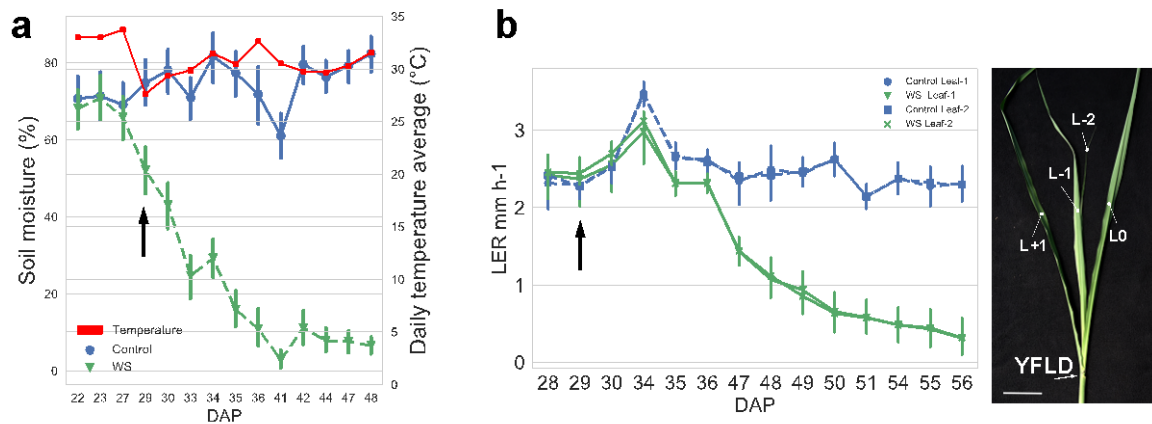 a
Soil moisture (%)
80
60
40
20
0
35
30
25
20
15
10
5
0
Daily temperature average (°C)
Temperature
Control
WS
22 23 27 29 30 33 34 35 36 41 42 44 47 48
DAP
b
LER mm h-1
3
2
1
0
Control Leaf-1
WS Leaf-1
Control Leaf-2
WS Leaf-2
28 29 30 34 35 36 47 48 49 50 51 54 55 56
DAP
L-2
L-1
L+1
L0
YFLD